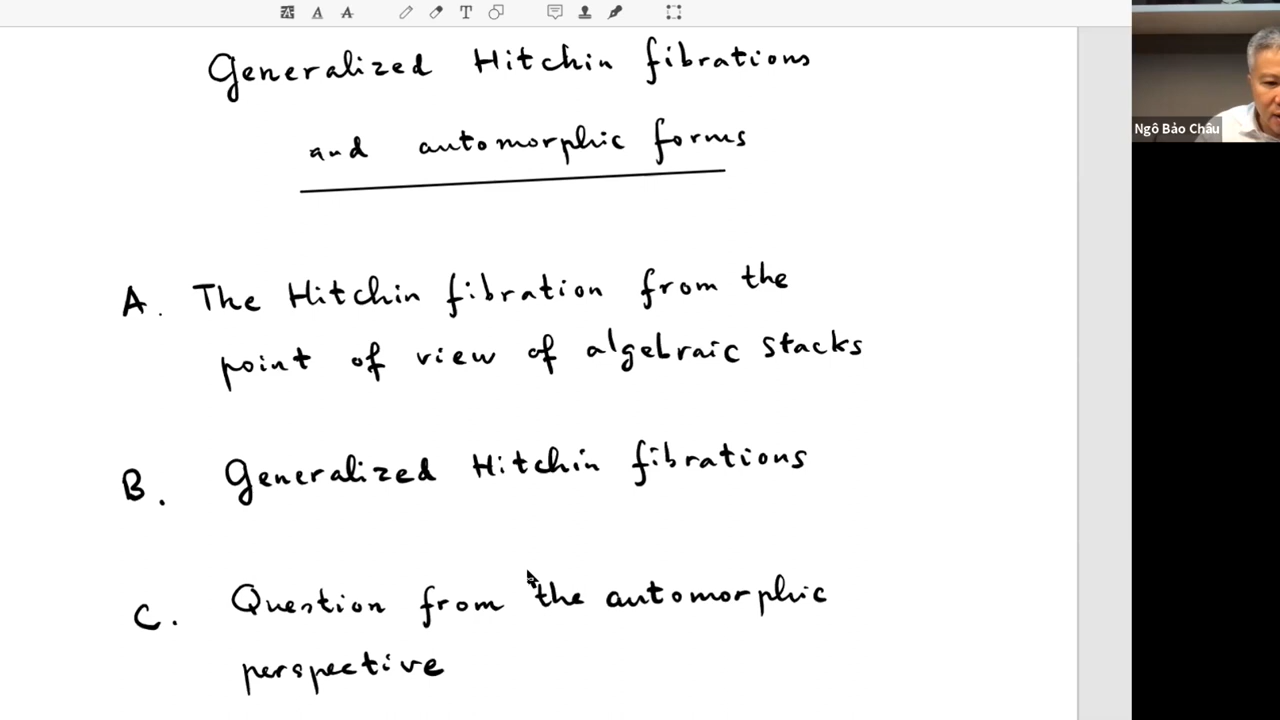 Generalized Hitchin fibrations
and automorphic forms
Ngô Bảo Châu
A. The Hitchin fibration from the
point of view of algebraic stacks
B. Generalized Hitchin fibrations
C. Question from the automorphic
perspective